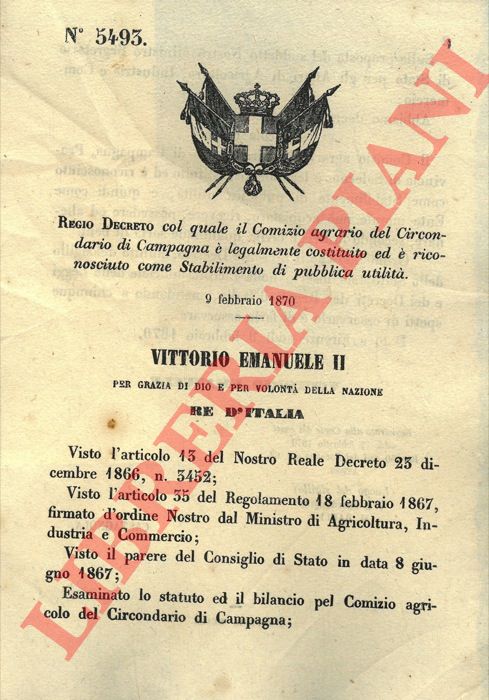 N° 5493.
REGIO DECRETO col quale il Comizio agrario del Circon-
dario di Campagna è legalmente costituito ed è rico-
nosciuto come Stabilimento di pubblica utilità.
9 febbraio 1870
VITTORIO EMANUELE II
PER GRAZIA DI DIO E PER VOLONTÀ DELLA NAZIONE
RE D'ITALIA
Visto l'articolo 13 del Nostro Reale Decreto 23 di-
cembre 1866, n. 3452;
Visto l'articolo 35 del Regolamento 18 febbraio 1867,
firmato d'ordine Nostro dal Ministro di Agricoltura, In-
dustria e Commercio;
Visto il parere del Consiglio di Stato in data 8 giu-
gno 1867;
Esaminato lo statuto ed il bilancio pel Comizio agri-
colo del Circondario di Campagna;
LIBRERIA PIANI